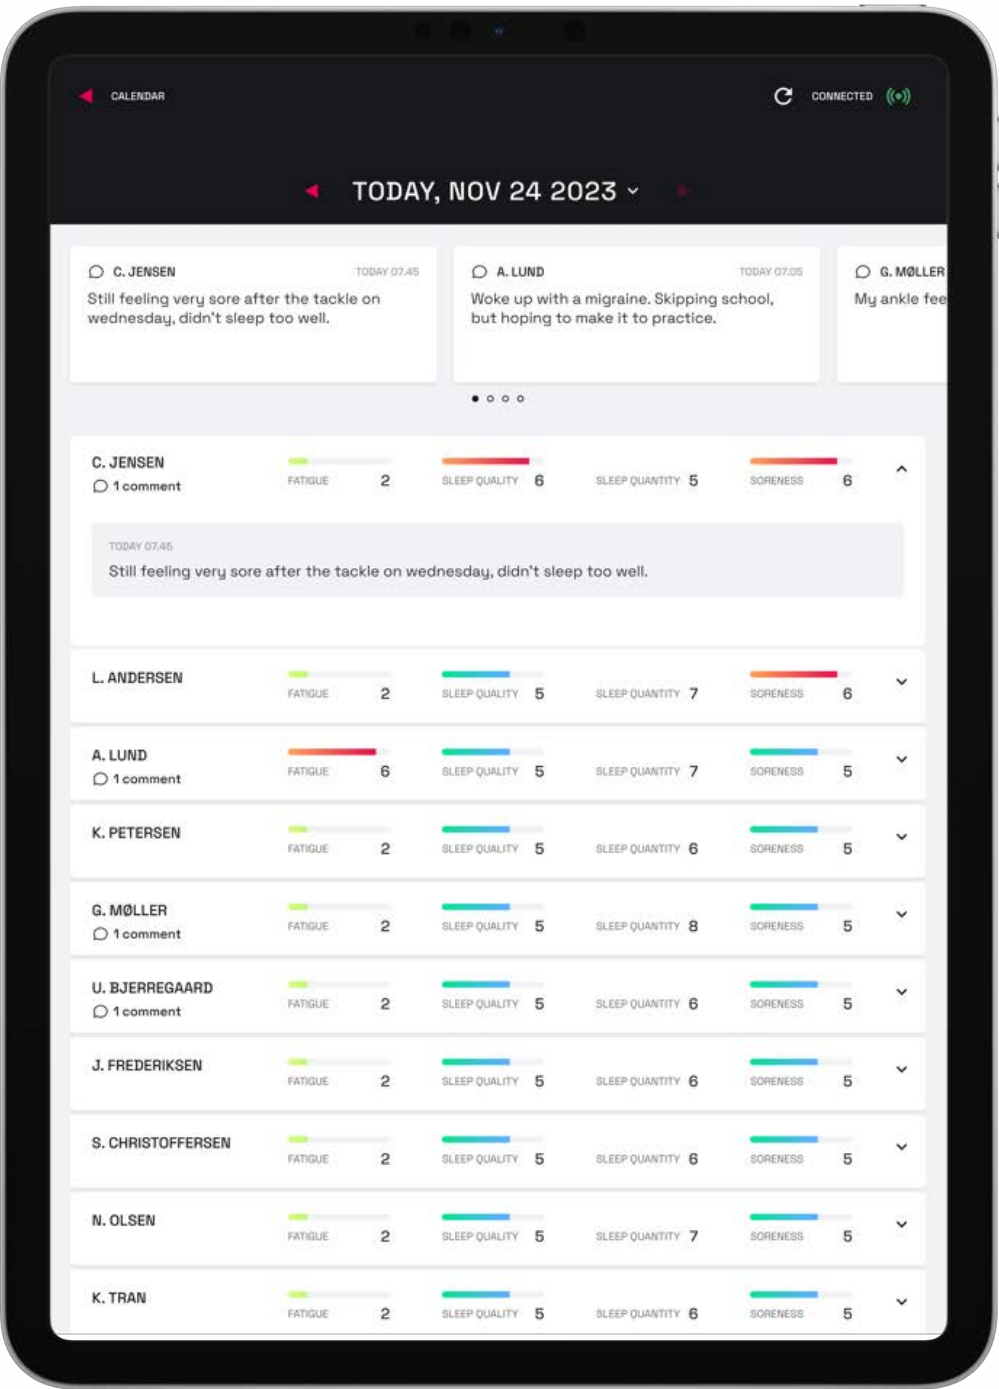 CALENDAR
CONNECTED
TODAY, NOV 24 2023
C. JENSEN TODAY 07.45
Still feeling very sore after the tackle on
wednesday, didn't sleep too well.
A. LUND TODAY 07.05
Woke up with a migraine. Skipping school,
but hoping to make it to practice.
G. MØLLER
My ankle fee
C. JENSEN
1 comment
FATIGUE 2
SLEEP QUALITY 6
SLEEP QUANTITY 5
SORENESS 6
TODAY 07.45
Still feeling very sore after the tackle on wednesday, didn't sleep too well.
L. ANDERSEN
FATIGUE 2
SLEEP QUALITY 5
SLEEP QUANTITY 7
SORENESS 6
A. LUND
1 comment
FATIGUE 6
SLEEP QUALITY 5
SLEEP QUANTITY 7
SORENESS 5
K. PETERSEN
FATIGUE 2
SLEEP QUALITY 5
SLEEP QUANTITY 6
SORENESS 5
G. MØLLER
1 comment
FATIGUE 2
SLEEP QUALITY 5
SLEEP QUANTITY 8
SORENESS 5
U. BJERREGAARD
1 comment
FATIGUE 2
SLEEP QUALITY 5
SLEEP QUANTITY 6
SORENESS 5
J. FREDERIKSEN
FATIGUE 2
SLEEP QUALITY 5
SLEEP QUANTITY 6
SORENESS 5
S. CHRISTOFFERSEN
FATIGUE 2
SLEEP QUALITY 5
SLEEP QUANTITY 6
SORENESS 5
N. OLSEN
FATIGUE 2
SLEEP QUALITY 5
SLEEP QUANTITY 7
SORENESS 5
K. TRAN
FATIGUE 2
SLEEP QUALITY 5
SLEEP QUANTITY 6
SORENESS 5